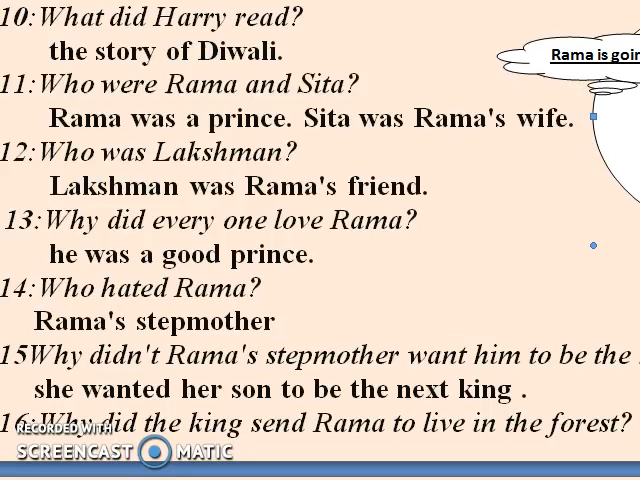 10:What did Harry read?
the story of Diwali.
Rama is goin
11:Who were Rama and Sita?
Rama was a prince. Sita was Rama's wife.
12:Who was Lakshman?
Lakshman was Rama's friend.
13:Why did every one love Rama?
he was a good prince.
14:Who hated Rama?
Rama's stepmother
15Why didn't Rama's stepmother want him to be the
she wanted her son to be the next king .
16:Why did the king send Rama to live in the forest?
RECORDED WITH
SCREENCAST MATIC